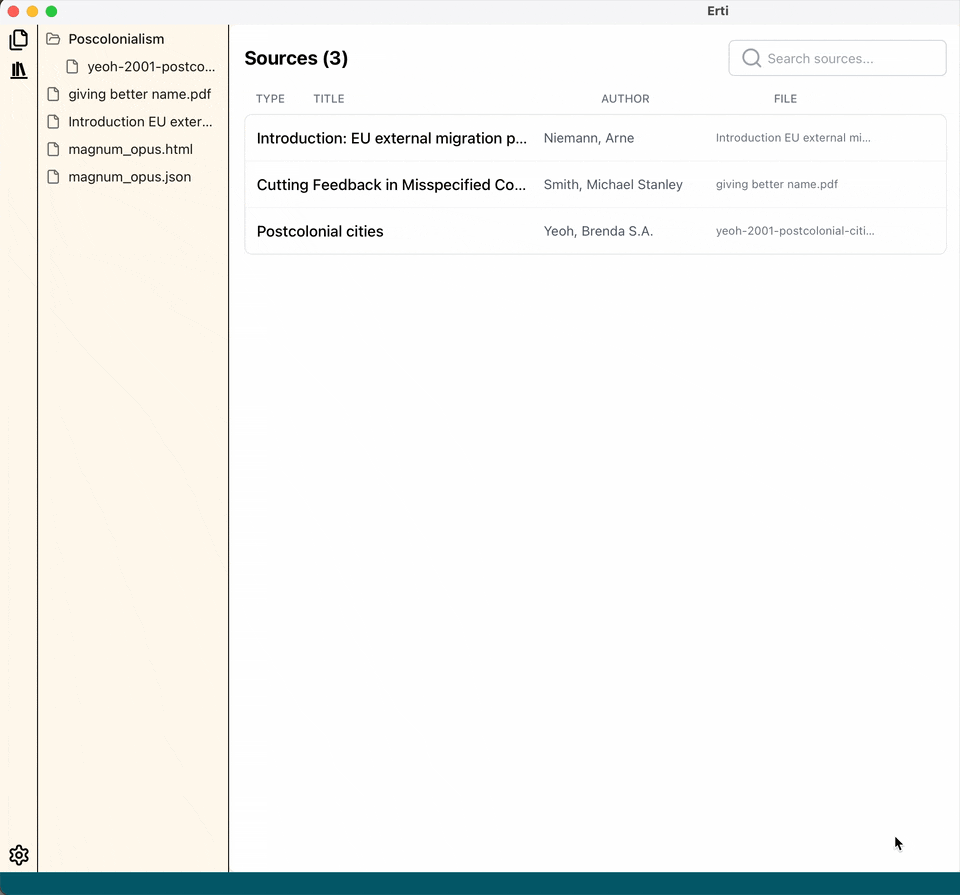 Erti
Poscolonialism
yeoh-2001-postco...
giving better name.pdf
Introduction EU exter...
magnum_opus.html
magnum_opus.json
Sources (3)
Search sources...
TYPE TITLE AUTHOR FILE
Introduction: EU external migration p... Niemann, Arne Introduction EU external mi...
Cutting Feedback in Misspecified Co... Smith, Michael Stanley giving better name.pdf
Postcolonial cities Yeoh, Brenda S.A. yeoh-2001-postcolonial-citi...